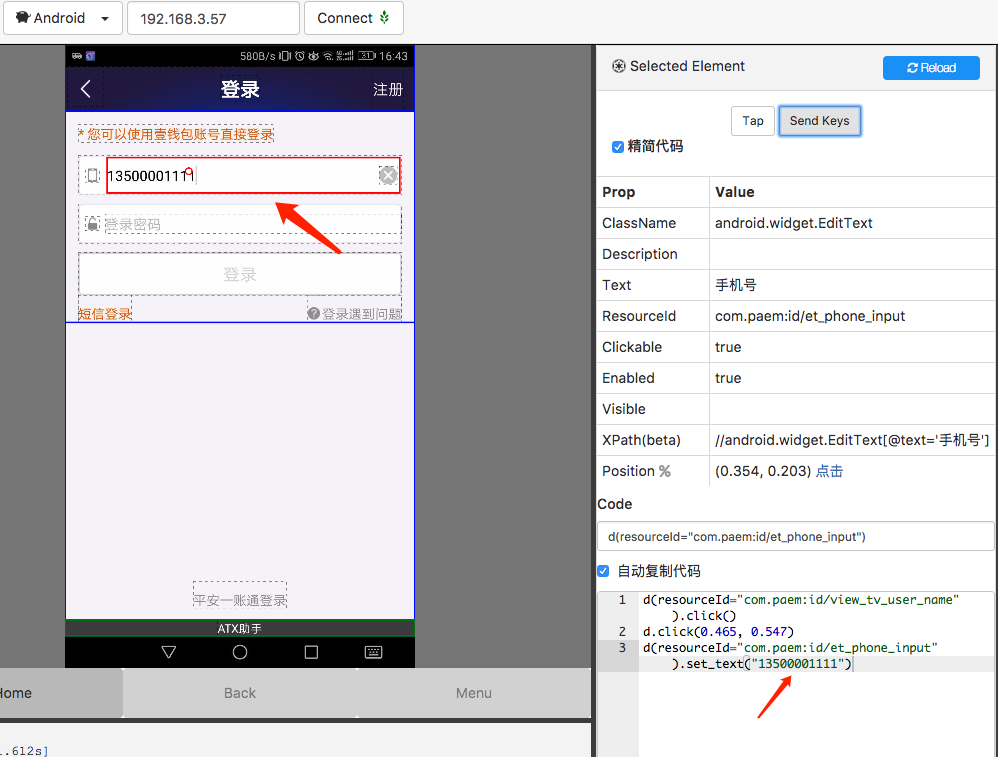 Android
192.168.3.57
Connect
580B/s
31
16:43
登录
注册
* 您可以使用壹钱包账号直接登录
13500001111
登录密码
登录
短信登录
登录遇到问题
平安一账通登录
ATX助手
Home
Back
Menu
1.612s]
Selected Element
Reload
Tap
Send Keys
精简代码
Prop Value
ClassName android.widget.EditText
Description
Text 手机号
ResourceId com.paem:id/et_phone_input
Clickable true
Enabled true
Visible
XPath(beta) //android.widget.EditText[@text='手机号']
Position % (0.354, 0.203) 点击
Code
d(resourceId="com.paem:id/et_phone_input")
自动复制代码
1 d(resourceId="com.paem:id/view_tv_user_name"
).click()
2 d.click(0.465, 0.547)
3 d(resourceId="com.paem:id/et_phone_input"
).set_text("13500001111")